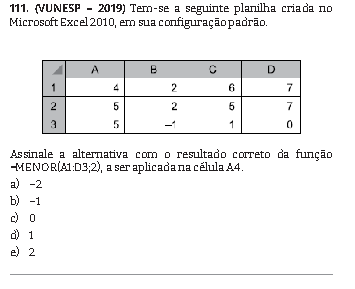 111. (VUNESP – 2019) Tem-se a seguinte planilha criada no
Microsoft Excel 2010, em sua configuração padrão.
A B C D
1 4 2 6 7
2 5 2 5 7
3 5 –1 1 0
Assinale a alternativa com o resultado correto da função
=MENOR(A1:D3;2), a ser aplicada na célula A4.
a) –2
b) –1
c) 0
d) 1
e) 2